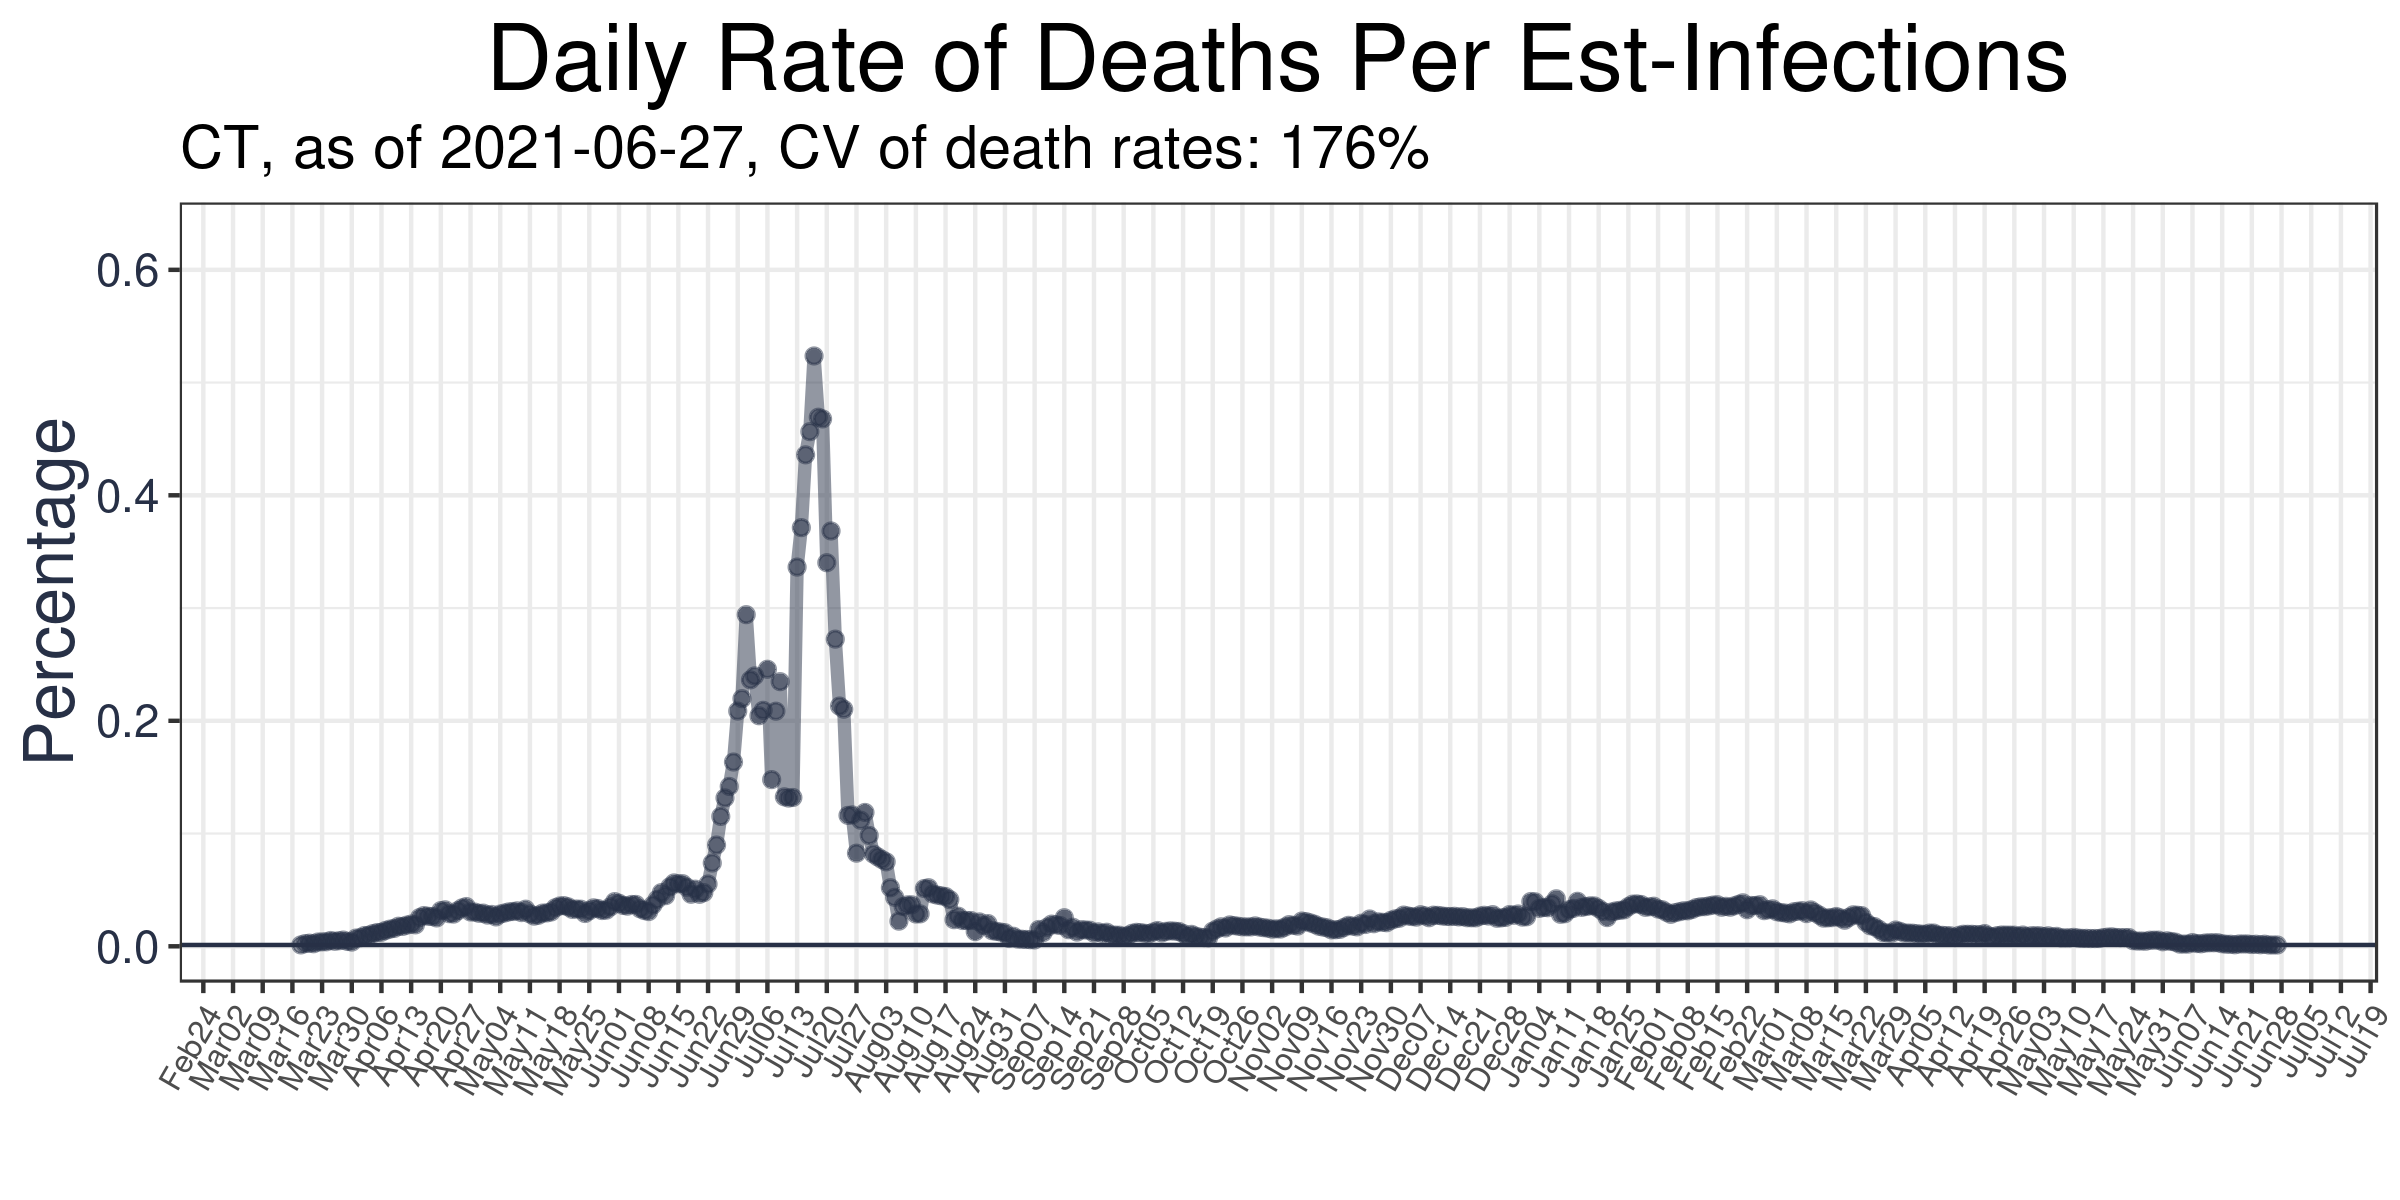 Daily Rate of Deaths Per Est-Infections
CT, as of 2021-06-27, CV of death rates: 176%
Percentage
0.6
0.4
0.2
0.0
Feb24 Mar02 Mar09 Mar16 Mar23 Mar30 Apr06 Apr13 Apr20 Apr27 May04 May11 May18 May25 Jun01 Jun08 Jun15 Jun22 Jun29 Jul06 Jul13 Jul20 Jul27 Aug03 Aug10 Aug17 Aug24 Aug31 Sep07 Sep14 Sep21 Sep28 Oct05 Oct12 Oct19 Oct26 Nov02 Nov09 Nov16 Nov23 Nov30 Dec07 Dec14 Dec21 Dec28 Jan04 Jan11 Jan18 Jan25 Feb01 Feb08 Feb15 Feb22 Mar01 Mar08 Mar15 Mar22 Mar29 Apr05 Apr12 Apr19 Apr26 May03 May10 May17 May24 May31 Jun07 Jun14 Jun21 Jun28 Jul05 Jul12 Jul19